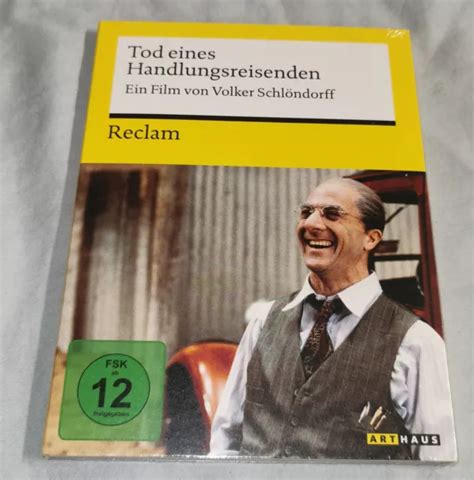 Tod eines
Handlungsreisenden
Ein Film von Volker Schlöndorff
Reclam
FSK
ab
12
freigegeben
ARTHAUS